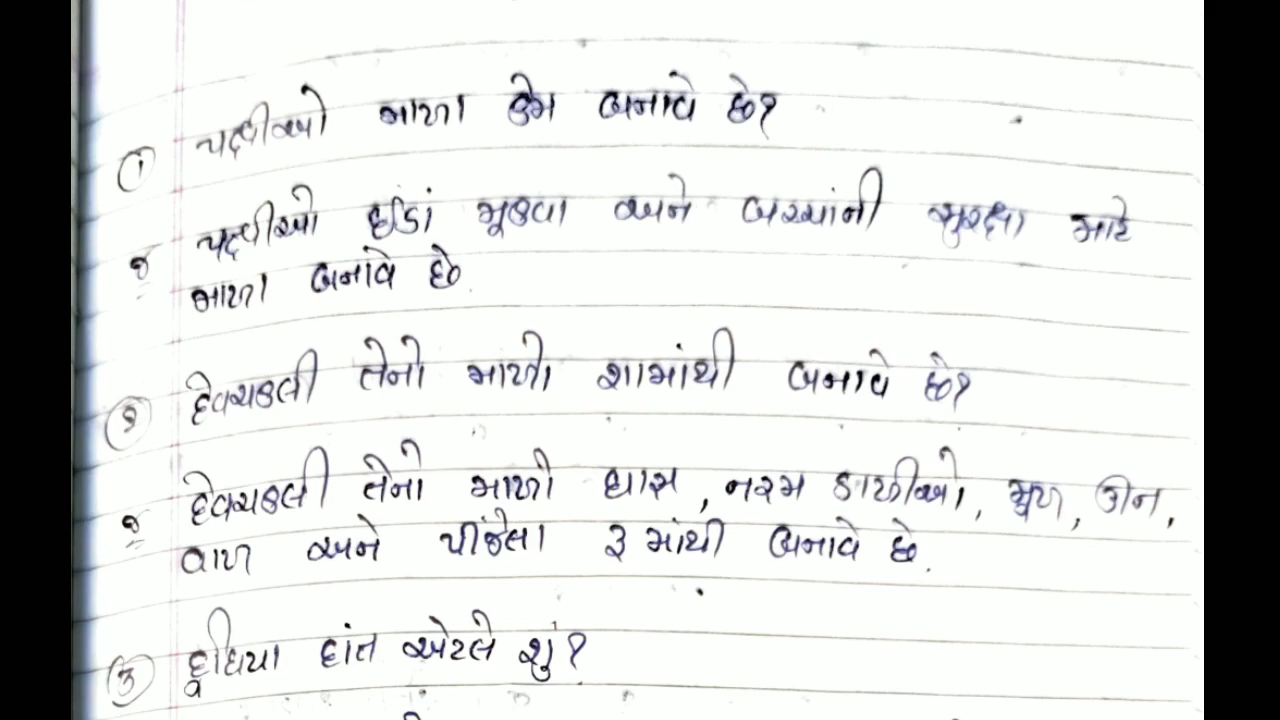 ① પક્ષીઓ માળા કેમ બનાવે છે?
જ પક્ષીઓ ઈંડાં મૂકવા અને બચ્ચાંની સુરક્ષા માટે
માળા બનાવે છે.
② દેવચકલી તેનો માળો શામાંથી બનાવે છે?
જ દેવચકલી તેનો માળો ઘાસ, નરમ ડાળીઓ, મુળ, ઊન,
વાળ અને પીંજેલા રૂ માંથી બનાવે છે.
③ દૂધિયા દાંત એટલે શું?